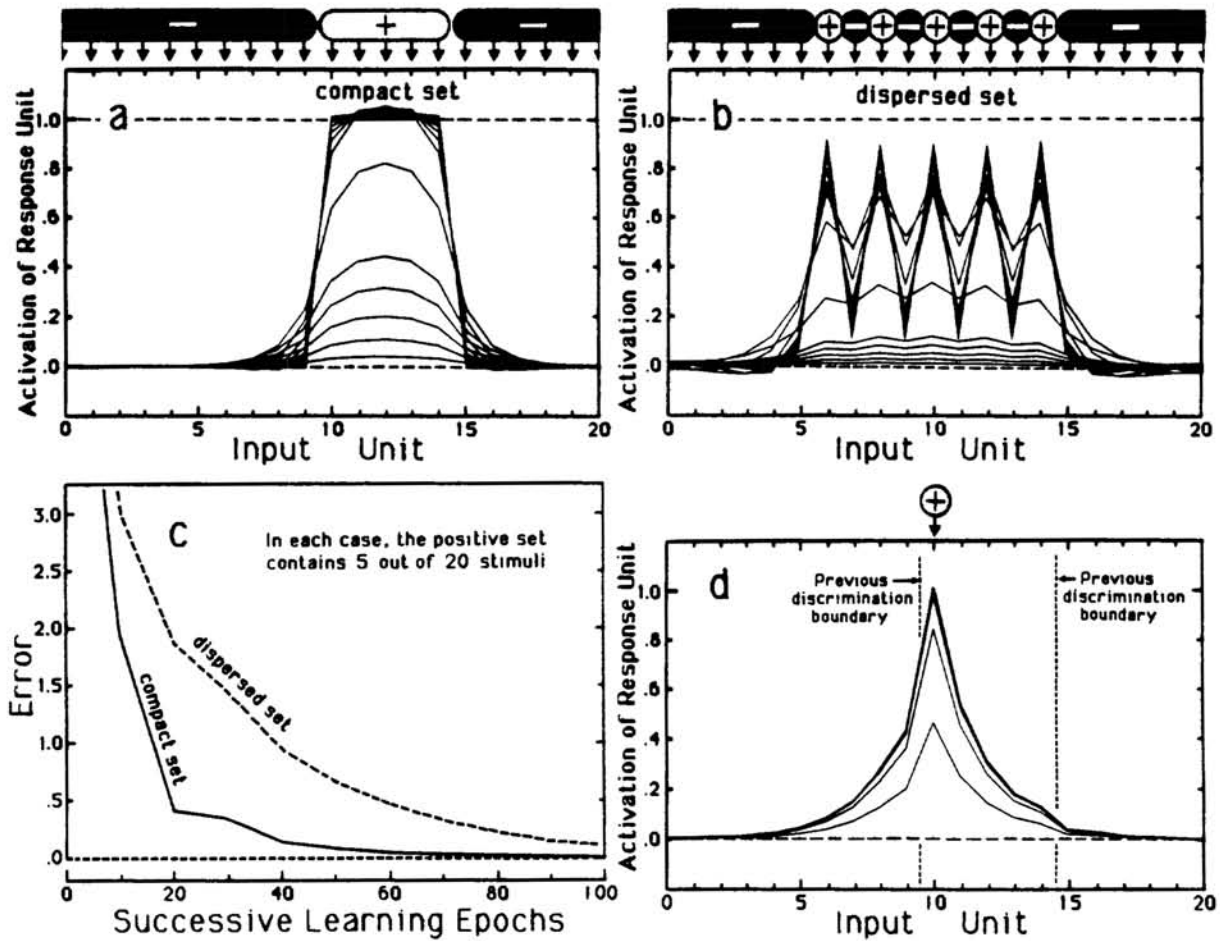 − + −
a
compact set
Activation of Response Unit
1.0
.8
.6
.4
.2
.0
0 5 10 15 20
Input Unit
− + − + − + − + − + −
b
dispersed set
Activation of Response Unit
1.0
.8
.6
.4
.2
.0
0 5 10 15 20
Input Unit
c
In each case, the positive set
contains 5 out of 20 stimuli
dispersed set
compact set
Error
3.0
2.5
2.0
1.5
1.0
.5
.0
0 20 40 60 80 100
Successive Learning Epochs
+
d
Previous
discrimination
boundary
Previous
discrimination
boundary
Activation of Response Unit
1.0
.8
.6
.4
.2
.0
0 5 10 15 20
Input Unit